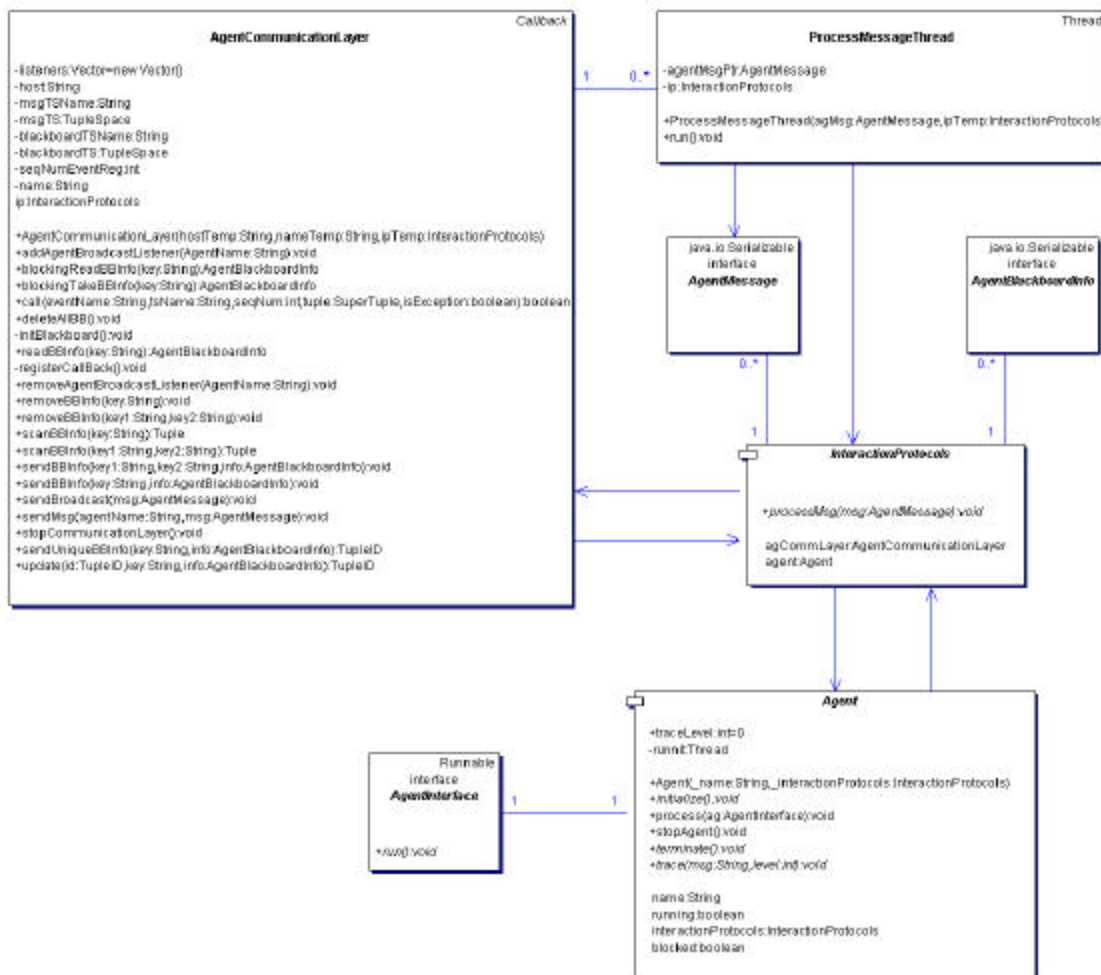 Callback
AgentCommunicationLayer
-listeners:Vector=new Vector()
-host:String
-msgTSName:String
-msgTS:TupleSpace
-blackboardTSName:String
-blackboardTS:TupleSpace
-seqNumEventReg:int
-name:String
ip:InteractionProtocols
+AgentCommunicationLayer(hostTemp:String,nameTemp:String,ipTemp:InteractionProtocols)
+addAgentBroadcastListener(AgentName:String):void
+blockingReadBBInfo(key:String):AgentBlackboardInfo
+blockingTakeBBInfo(key:String):AgentBlackboardInfo
+call(eventName:String,tsName:String,seqNum:int,tuple:SuperTuple,isException:boolean):boolean
+deleteAllBB():void
-initBlackboard():void
+readBBInfo(key:String):AgentBlackboardInfo
-registerCallBack():void
+removeAgentBroadcastListener(AgentName:String):void
+removeBBInfo(key:String):void
+removeBBInfo(key1:String,key2:String):void
+scanBBInfo(key:String):Tuple
+scanBBInfo(key1:String,key2:String):Tuple
+sendBBInfo(key1:String,key2:String,info:AgentBlackboardInfo):void
+sendBBInfo(key:String,info:AgentBlackboardInfo):void
+sendBroadcast(msg:AgentMessage):void
+sendMsg(agentName:String,msg:AgentMessage):void
+stopCommunicationLayer():void
+sendUniqueBBInfo(key:String,info:AgentBlackboardInfo):TupleID
+update(id:TupleID,key:String,info:AgentBlackboardInfo):TupleID
1
0..*
Thread
ProcessMessageThread
-agentMsgPtr:AgentMessage
-ip:InteractionProtocols
+ProcessMessageThread(agMsg:AgentMessage,ipTemp:InteractionProtocols)
+run():void
java.io.Serializable
interface
AgentMessage
0..*
1
java.io.Serializable
interface
AgentBlackboardInfo
0..*
1
InteractionProtocols
+processMsg(msg:AgentMessage):void
agCommLayer:AgentCommunicationLayer
agent:Agent
Runnable
interface
AgentInterface
+run():void
1
1
Agent
+traceLevel:int=0
-runnit:Thread
+Agent(_name:String,_interactionProtocols:InteractionProtocols)
+initialize():void
+process(ag:AgentInterface):void
+stopAgent():void
+terminate():void
+trace(msg:String,level:int):void
name:String
running:boolean
interactionProtocols:InteractionProtocols
blocked:boolean